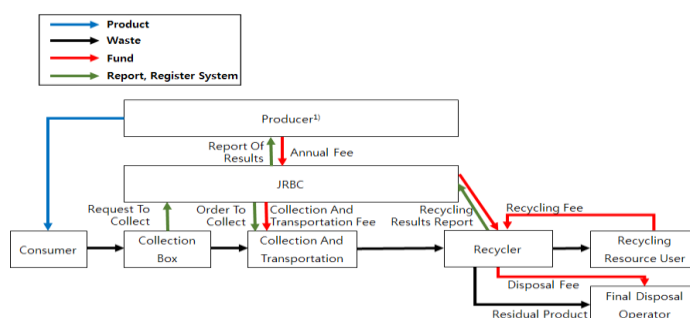 Product
Waste
Fund
Report, Register System
Producer1)
Report Of
Results
Annual Fee
JRBC
Request To
Collect
Order To
Collect
Collection And
Transportation Fee
Recycling
Results Report
Recycling Fee
Consumer
Collection
Box
Collection And
Transportation
Recycler
Recycling
Resource User
Disposal Fee
Residual Product
Final Disposal
Operator